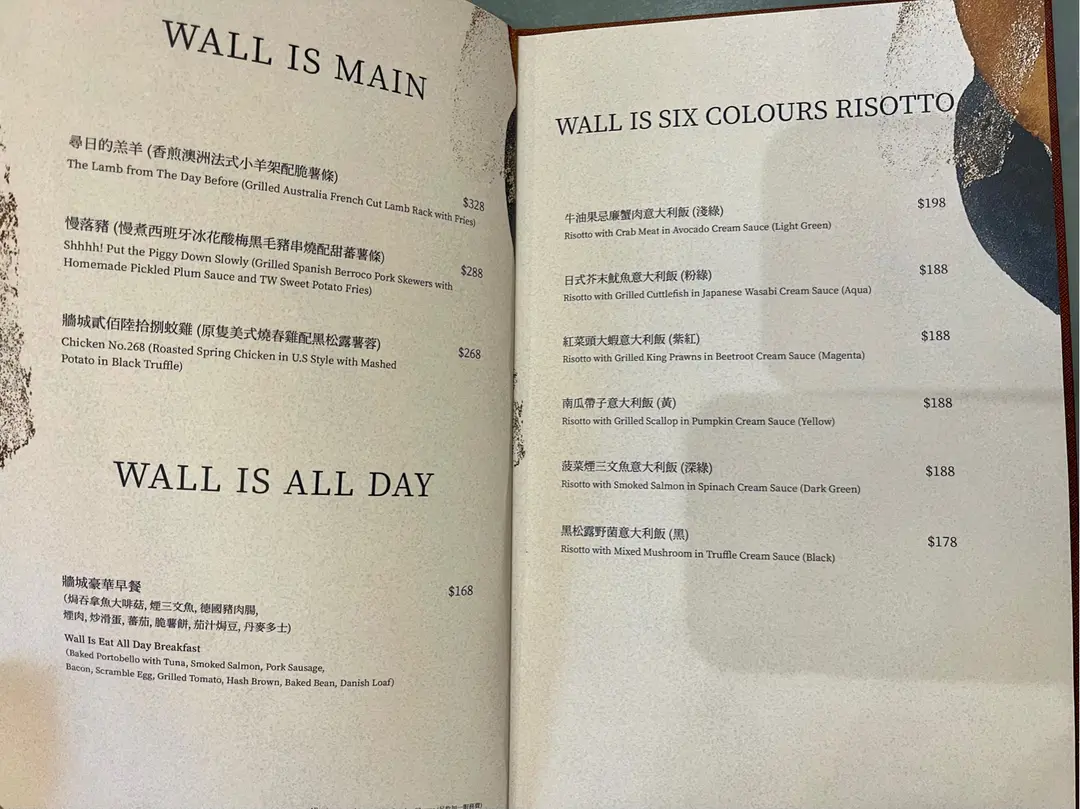 WALL IS MAIN
尋日的羔羊 (香煎澳洲法式小羊架配脆薯條)
The Lamb from The Day Before (Grilled Australia French Cut Lamb Rack with Fries)
$328
慢落豬 (慢煮西班牙冰花酸梅黑毛豬串燒配甜蕃薯條)
Shhhh! Put the Piggy Down Slowly (Grilled Spanish Berroco Pork Skewers with
Homemade Pickled Plum Sauce and TW Sweet Potato Fries)
$288
牆城貳佰陸拾捌蚊雞 (原隻美式燒春雞配黑松露薯蓉)
Chicken No.268 (Roasted Spring Chicken in U.S Style with Mashed
Potato in Black Truffle)
$268
WALL IS ALL DAY
牆城豪華早餐
$168
(焗吞拿魚大啡菇, 煙三文魚, 德國豬肉腸,
煙肉, 炒滑蛋, 蕃茄, 脆薯餅, 茄汁焗豆, 丹麥多士)
Wall Is Eat All Day Breakfast
(Baked Portobello with Tuna, Smoked Salmon, Pork Sausage,
Bacon, Scramble Egg, Grilled Tomato, Hash Brown, Baked Bean, Danish Loaf)
WALL IS SIX COLOURS RISOTTO
牛油果忌廉蟹肉意大利飯 (淺綠)
$198
Risotto with Crab Meat in Avocado Cream Sauce (Light Green)
日式芥末魷魚意大利飯 (粉綠)
$188
Risotto with Grilled Cuttlefish in Japanese Wasabi Cream Sauce (Aqua)
紅菜頭大蝦意大利飯 (紫紅)
$188
Risotto with Grilled King Prawns in Beetroot Cream Sauce (Magenta)
南瓜帶子意大利飯 (黃)
$188
Risotto with Grilled Scallop in Pumpkin Cream Sauce (Yellow)
菠菜煙三文魚意大利飯 (深綠)
$188
Risotto with Smoked Salmon in Spinach Cream Sauce (Dark Green)
黑松露野菌意大利飯 (黑)
$178
Risotto with Mixed Mushroom in Truffle Cream Sauce (Black)